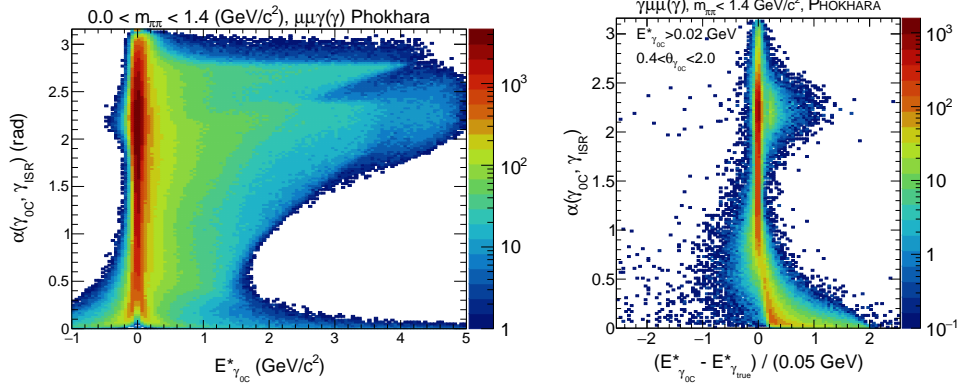 0.0 < m_ππ < 1.4 (GeV/c²), μμγ(γ) Phokhara
α(γ_0C, γ_ISR) (rad)
3
2.5
2
1.5
1
0.5
0
−1 0 1 2 3 4 5
E*_γ0C (GeV/c²)
10³
10²
10
1
γμμ(γ), m_ππ < 1.4 GeV/c², PHOKHARA
E*_γ0C >0.02 GeV
0.4<θ_γ0C<2.0
α(γ_0C, γ_ISR)
3
2.5
2
1.5
1
0.5
0
−2 −1 0 1 2
(E*_γ0C - E*_γtrue) / (0.05 GeV)
10³
10²
10
1
10⁻¹